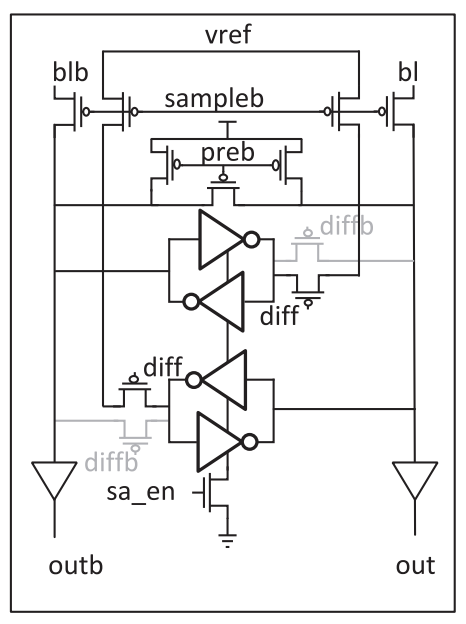 vref
blb
bl
sampleb
preb
diffb
diff
diff
diffb
sa_en
outb
out